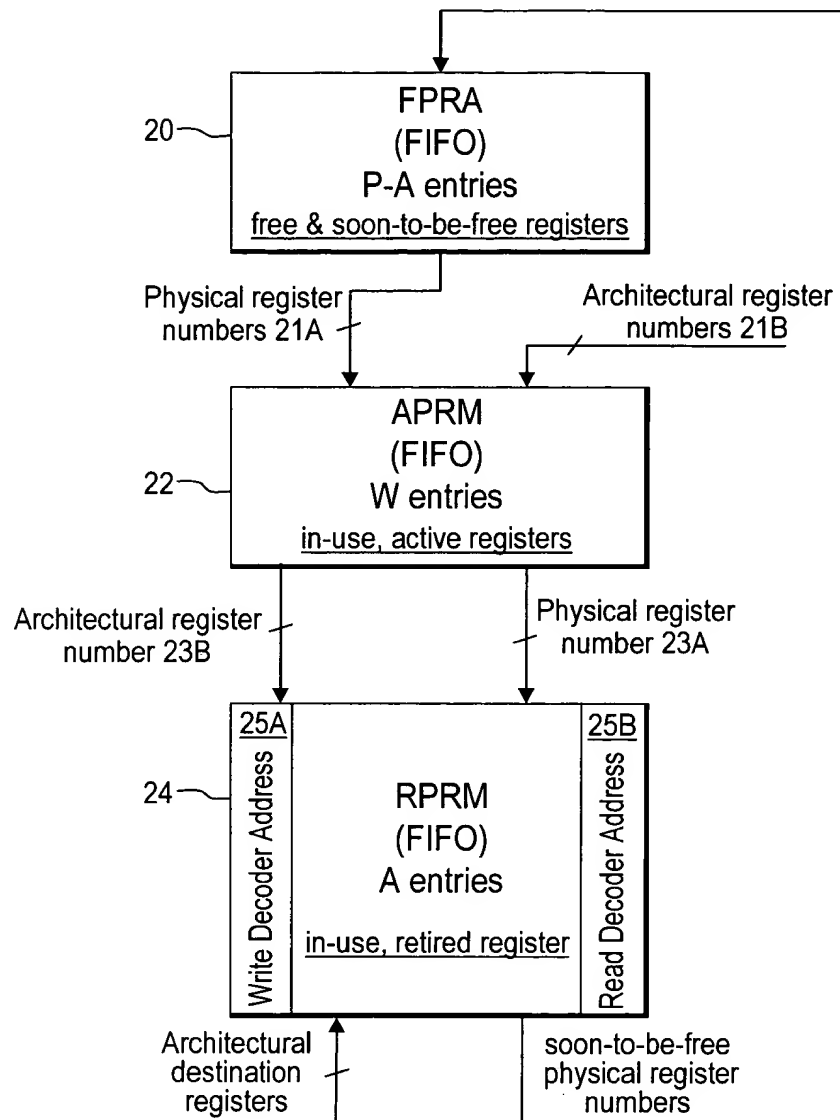 FPRA
(FIFO)
P-A entries
free & soon-to-be-free registers
20
Physical register
numbers 21A
Architectural register
numbers 21B
APRM
(FIFO)
W entries
in-use, active registers
22
Architectural register
number 23B
Physical register
number 23A
25A
Write Decoder Address
24
RPRM
(FIFO)
A entries
in-use, retired register
25B
Read Decoder Address
Architectural
destination
registers
soon-to-be-free
physical register
numbers